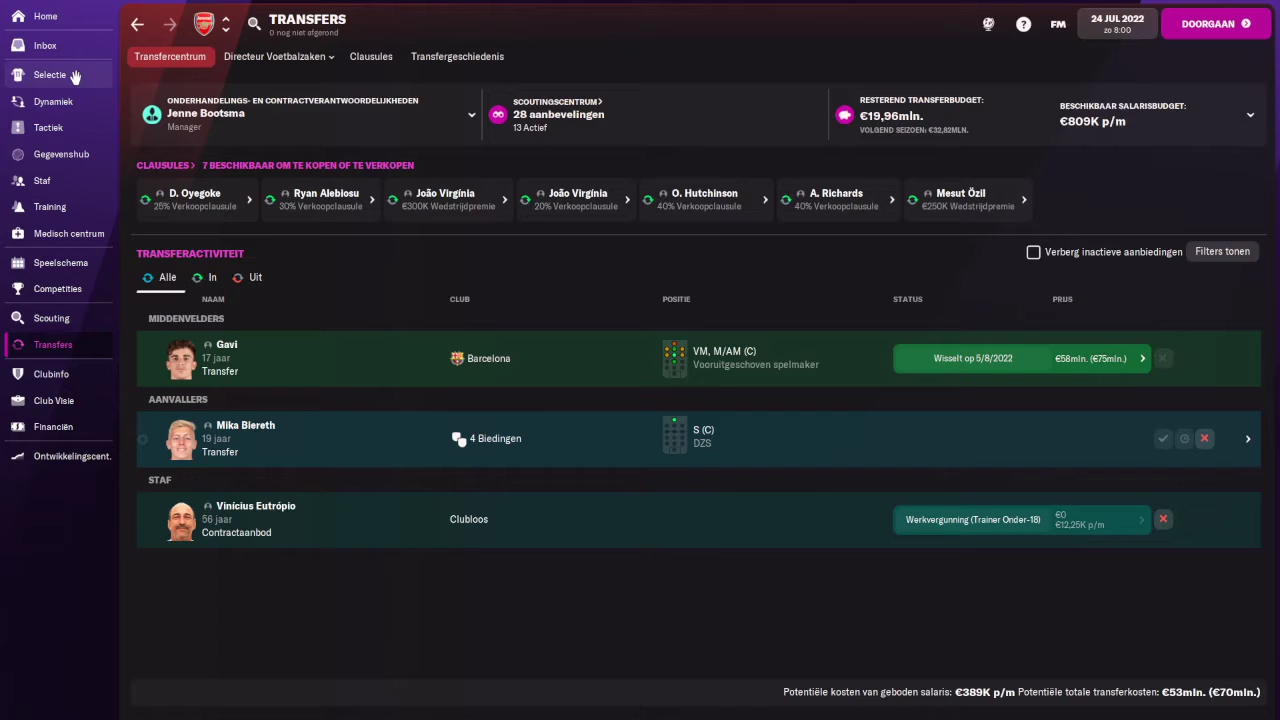 Home
TRANSFERS
0 nog niet afgerond
FM
24 JUL 2022
zo 8:00
DOORGAAN
Inbox
Selectie
Dynamiek
Tactiek
Gegevenshub
Staf
Training
Medisch centrum
Speelschema
Competities
Scouting
Transfers
Clubinfo
Club Visie
Financiën
Ontwikkelingscent.
Transfercentrum
Directeur Voetbalzaken
Clausules
Transfergeschiedenis
ONDERHANDELINGS- EN CONTRACTVERANTWOORDELIJKHEDEN
Jenne Bootsma
Manager
SCOUTINGSCENTRUM >
28 aanbevelingen
13 Actief
RESTEREND TRANSFERBUDGET:
€19,96mln.
VOLGEND SEIZOEN: €32,82MLN.
BESCHIKBAAR SALARISBUDGET:
€809K p/m
CLAUSULES > 7 BESCHIKBAAR OM TE KOPEN OF TE VERKOPEN
D. Oyegoke
25% Verkoopclausule
Ryan Alebiosu
30% Verkoopclausule
João Virgínia
€300K Wedstrijdpremie
João Virgínia
20% Verkoopclausule
O. Hutchinson
40% Verkoopclausule
A. Richards
40% Verkoopclausule
Mesut Özil
€250K Wedstrijdpremie
TRANSFERACTIVITEIT
Verberg inactieve aanbiedingen
Filters tonen
Alle
In
Uit
NAAM
CLUB
POSITIE
STATUS
PRIJS
MIDDENVELDERS
Gavi
17 jaar
Transfer
Barcelona
VM, M/AM (C)
Vooruitgeschoven spelmaker
Wisselt op 5/8/2022
€58mln. (€75mln.)
AANVALLERS
Mika Biereth
19 jaar
Transfer
4 Biedingen
S (C)
DZS
STAF
Vinícius Eutrópio
56 jaar
Contractaanbod
Clubloos
Werkvergunning (Trainer Onder-18)
€0
€12,25K p/m
Potentiële kosten van geboden salaris: €389K p/m Potentiële totale transferkosten: €53mln. (€70mln.)